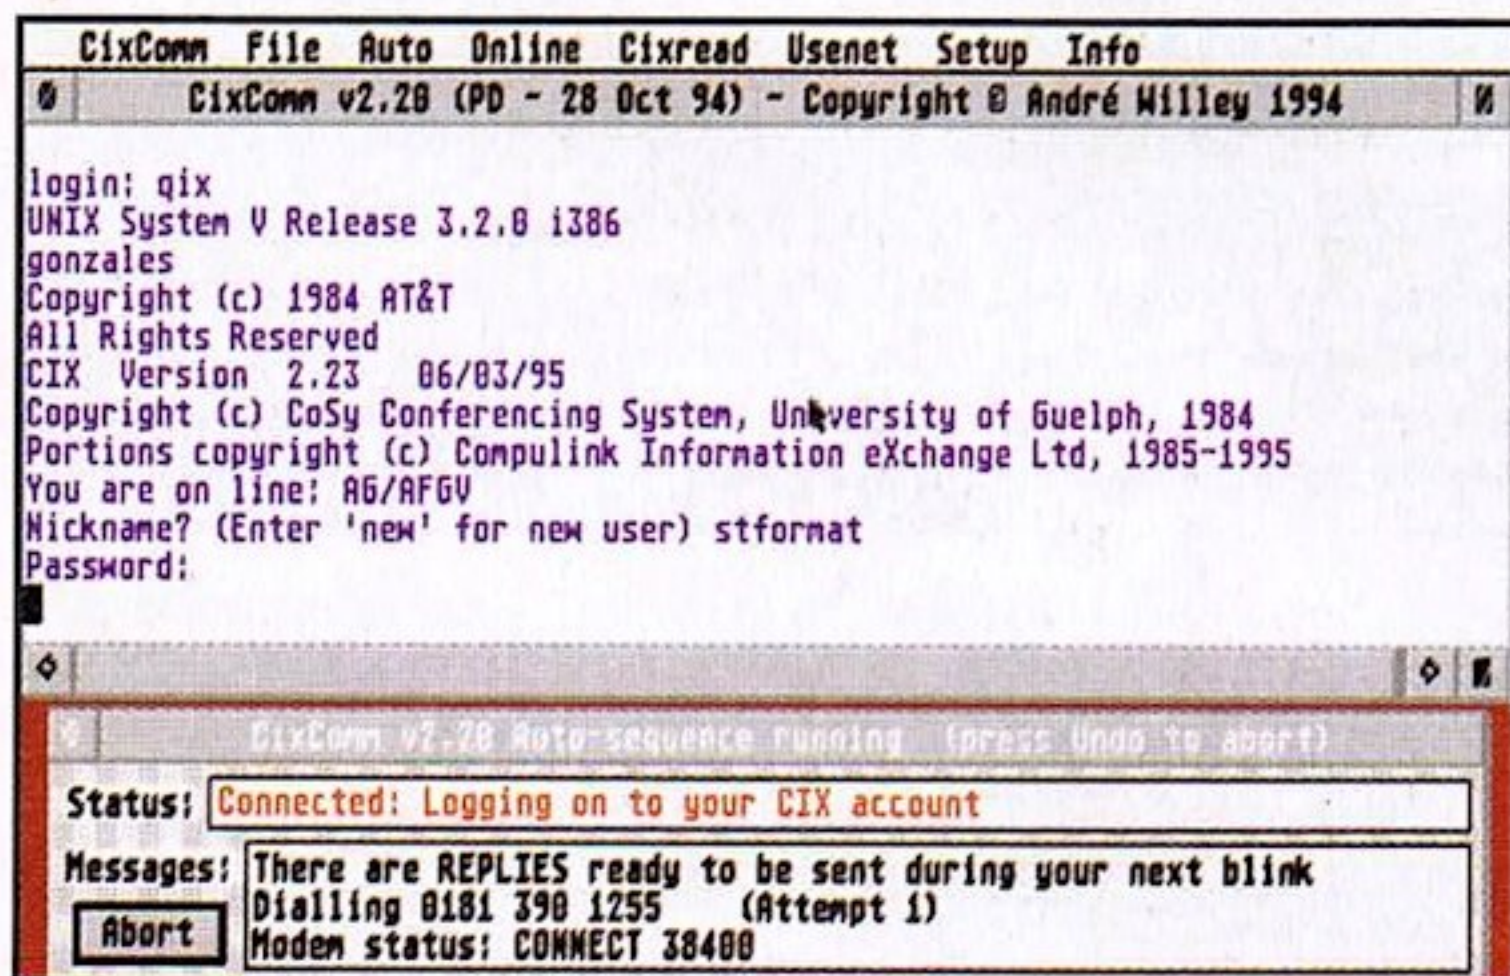 CixComm File Auto Online Cixread Usenet Setup Info
CixComm v2.20 (PD - 28 Oct 94) - Copyright © André Willey 1994
login: qix
UNIX System V Release 3.2.0 i386
gonzales
Copyright (c) 1984 AT&T
All Rights Reserved
CIX Version 2.23 06/03/95
Copyright (c) CoSy Conferencing System, University of Guelph, 1984
Portions copyright (c) Compulink Information eXchange Ltd, 1985-1995
You are on line: AG/AFGV
Nickname? (Enter 'new' for new user) stformat
Password:
CixComm v2.20 Auto-sequence running (press Undo to abort)
Status: Connected: Logging on to your CIX account
Messages: There are REPLIES ready to be sent during your next blink
Dialling 0181 390 1255 (Attempt 1)
Abort
Modem status: CONNECT 38400